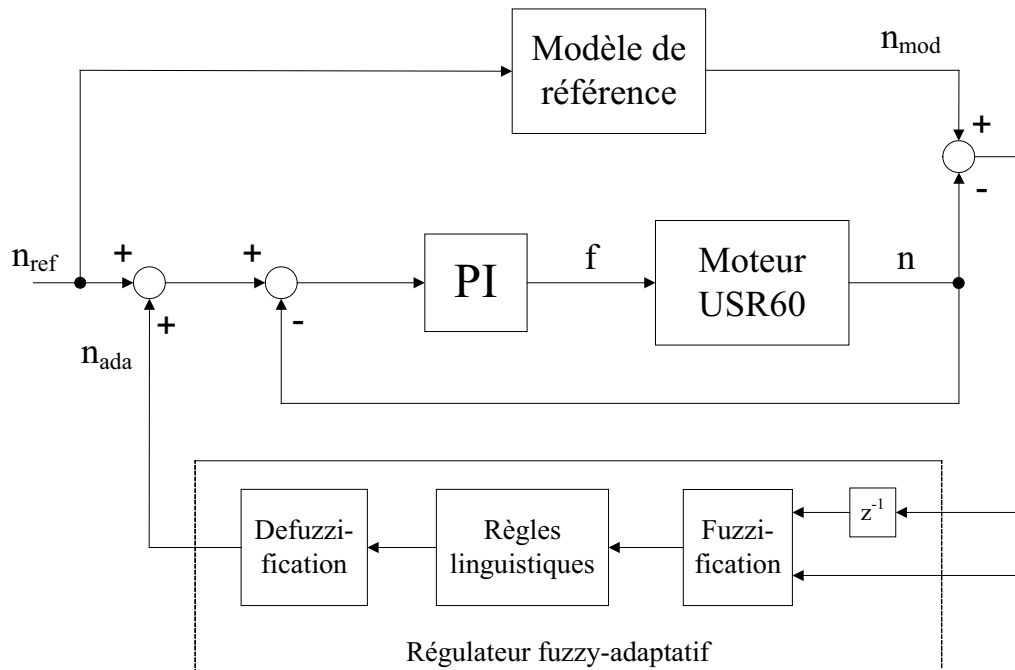 Modèle de
référence
n_mod
+
-
n_ref
+
+
+
-
PI
f
Moteur
USR60
n
n_ada
Defuzzi-
fication
Règles
linguistiques
Fuzzi-
fication
z^-1
Régulateur fuzzy-adaptatif